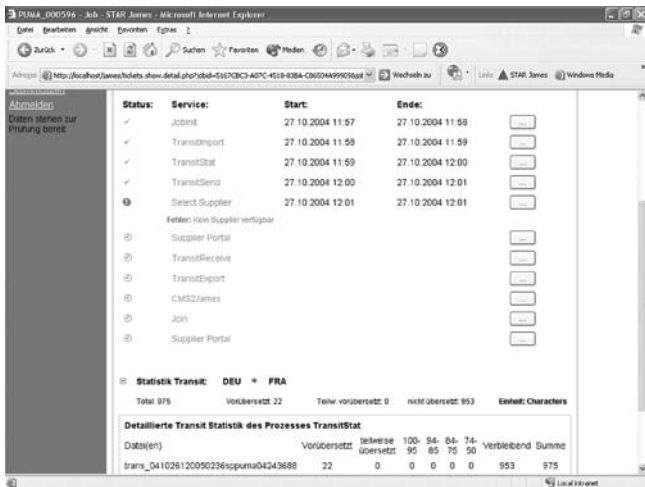 PUMA_000596 - Job - STAR James - Microsoft Internet Explorer
Datei Bearbeiten Ansicht Favoriten Extras ?
Zurück Suchen Favoriten Medien
Adresse Wechseln zu Links STAR James Windows Media
Abmelden
Daten stehen zur
Prüfung bereit
Status: Service: Start: Ende:
JobInit 27.10.2004 11:57 27.10.2004 11:58 ...
TransitImport 27.10.2004 11:58 27.10.2004 11:59 ...
TransitStat 27.10.2004 11:59 27.10.2004 12:00 ...
TransitSend 27.10.2004 12:00 27.10.2004 12:01 ...
Select Supplier 27.10.2004 12:01 27.10.2004 12:01 ...
Fehler: Kein Supplier verfügbar
Supplier Portal ...
TransitReceive ...
TransitExport ...
CMS2James ...
Join ...
Supplier Portal ...
Statistik Transit: DEU FRA
Total: 975 Vorübersetzt: 22 Teilw. vorübersetzt: 0 nicht übersetzt: 953 Einheit: Characters
Detaillierte Transit Statistik des Prozesses TransitStat
Datei(en) Vorübersetzt teilweise übersetzt 100-95 94-85 84-75 74-50 Verbleibend Summe
trans_041026120050236sppuma04243688 22 0 0 0 0 0 953 975
Lokales Intranet